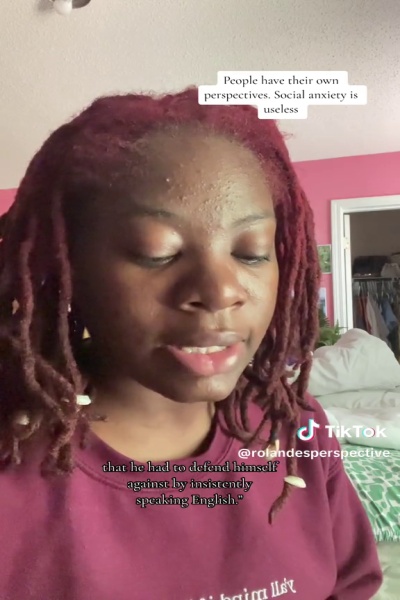 People have their own
perspectives. Social anxiety is
useless
TikTok
@rolandesperspective
that he had to defend himself
against by insistently
speaking English."
y'all mind